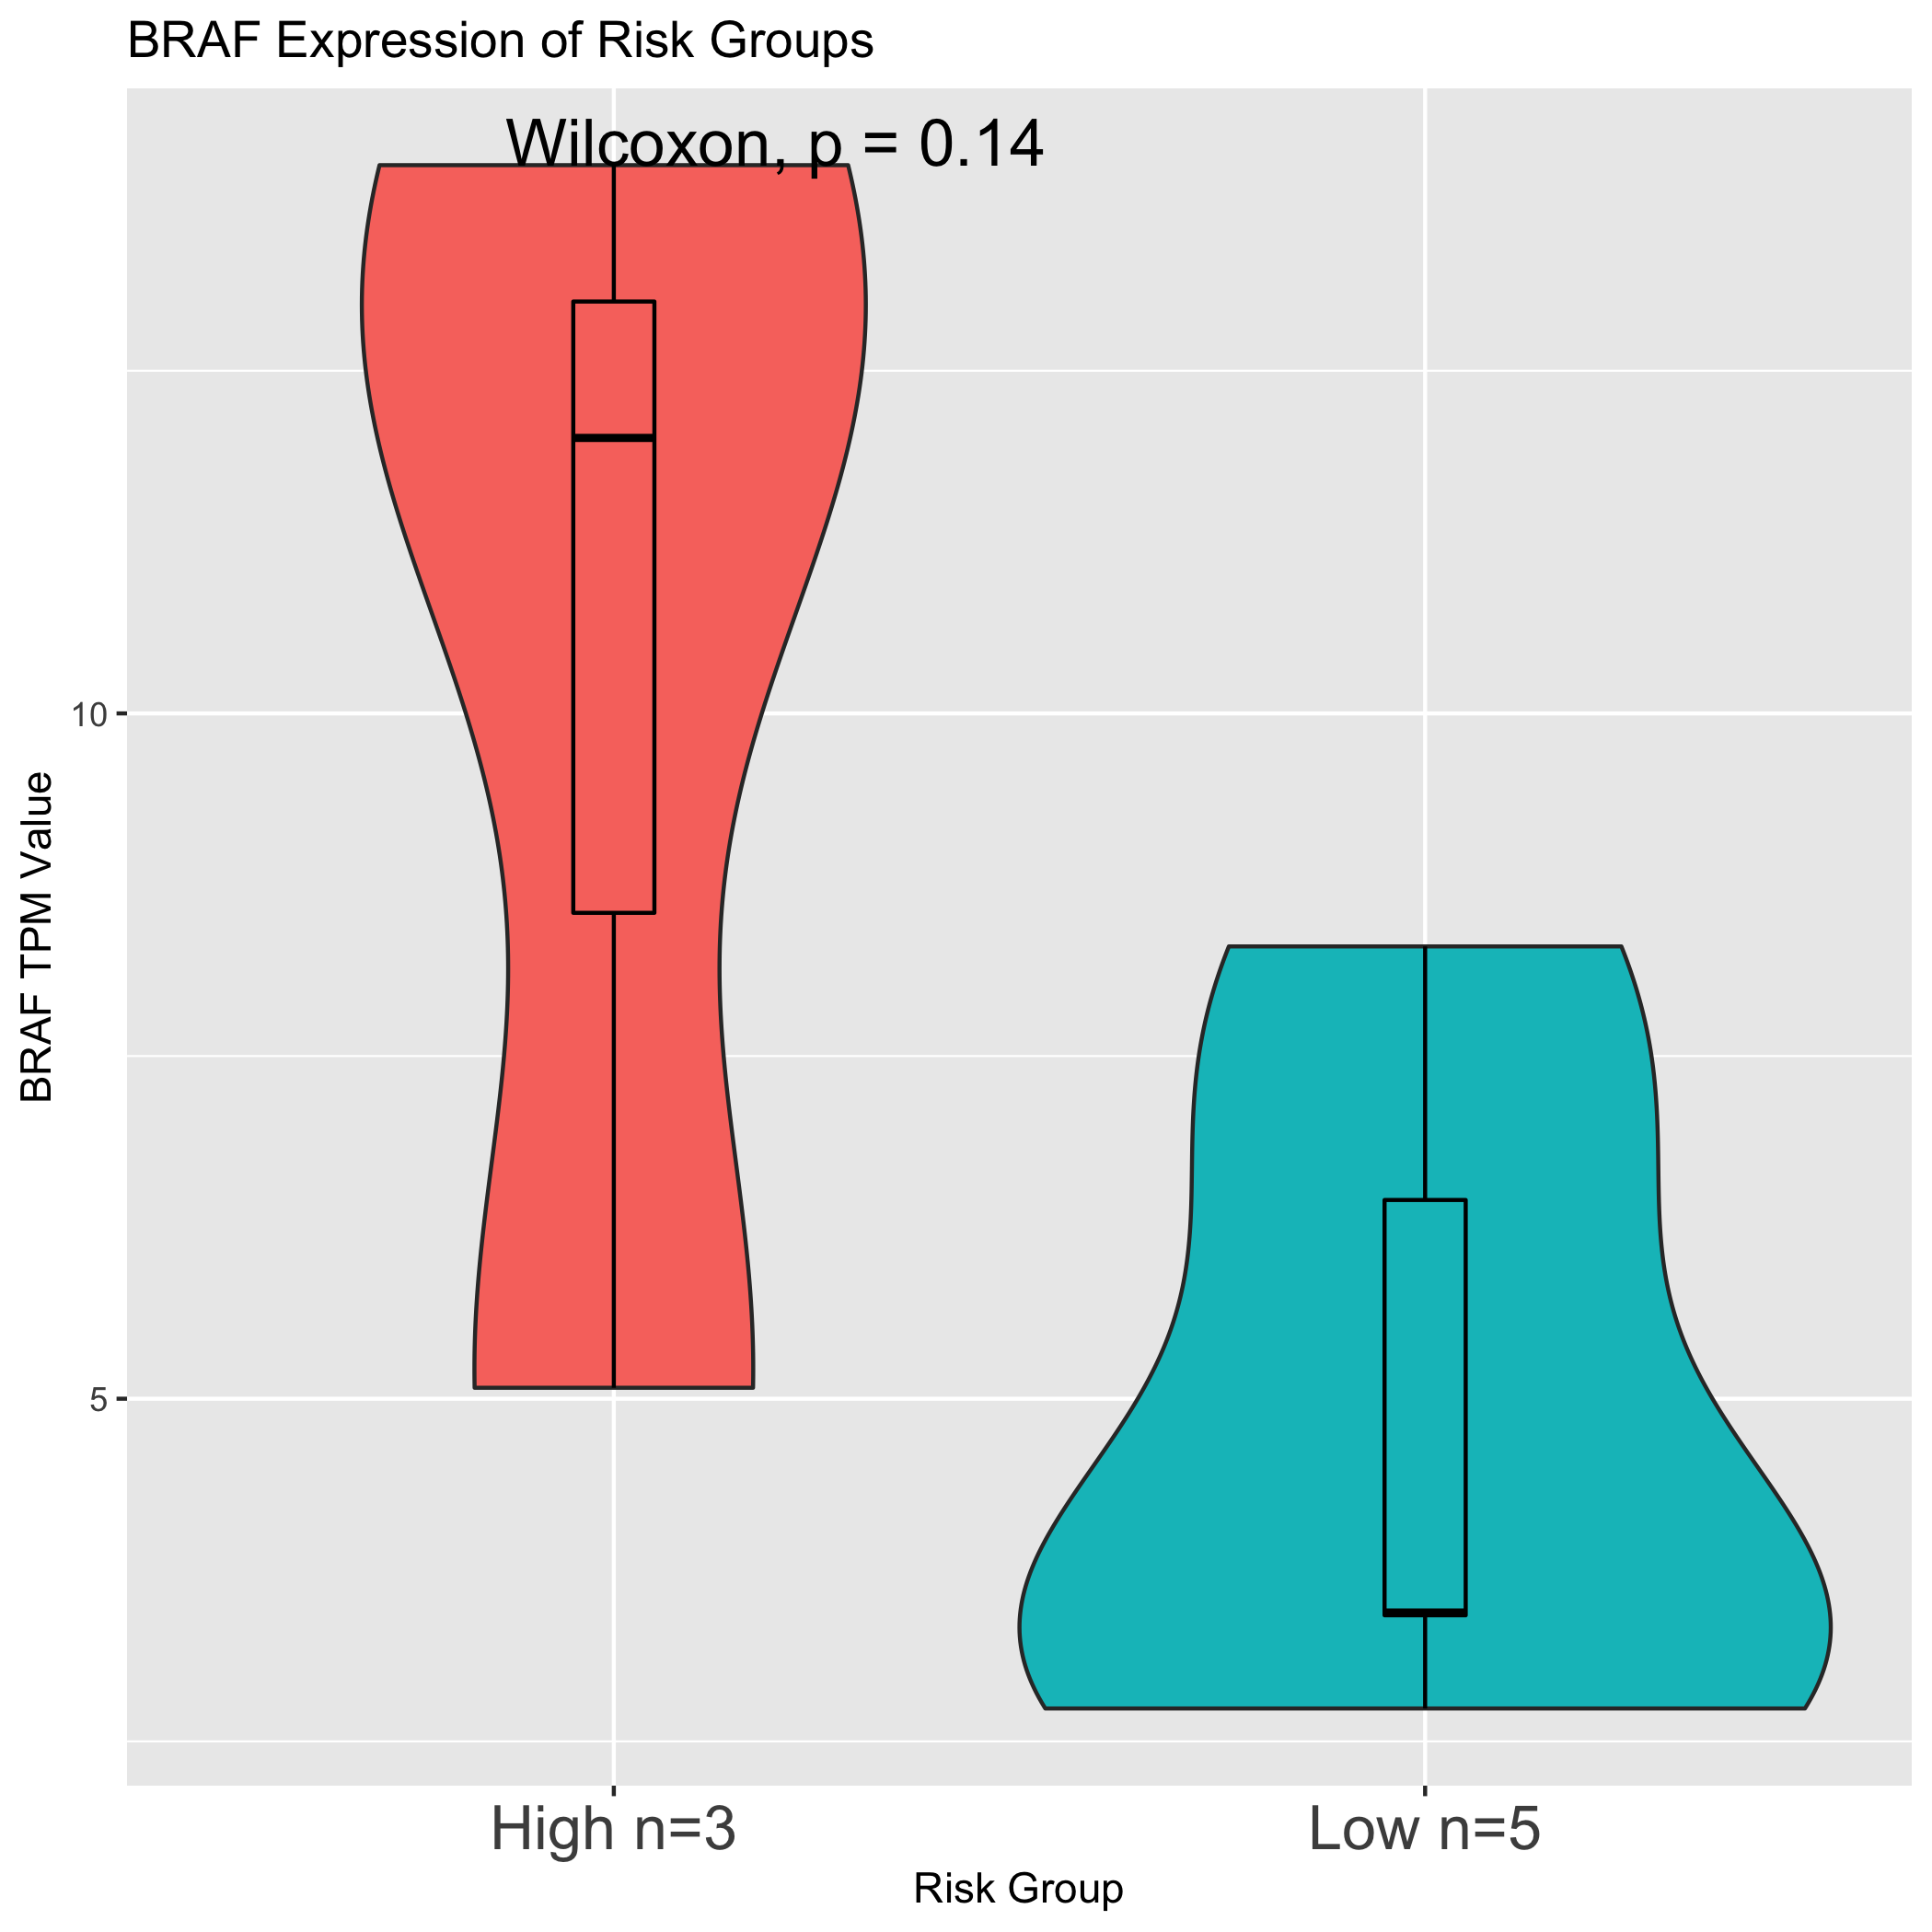 BRAF Expression of Risk Groups
Wilcoxon, p = 0.14
10
5
BRAF TPM Value
High n=3
Low n=5
Risk Group